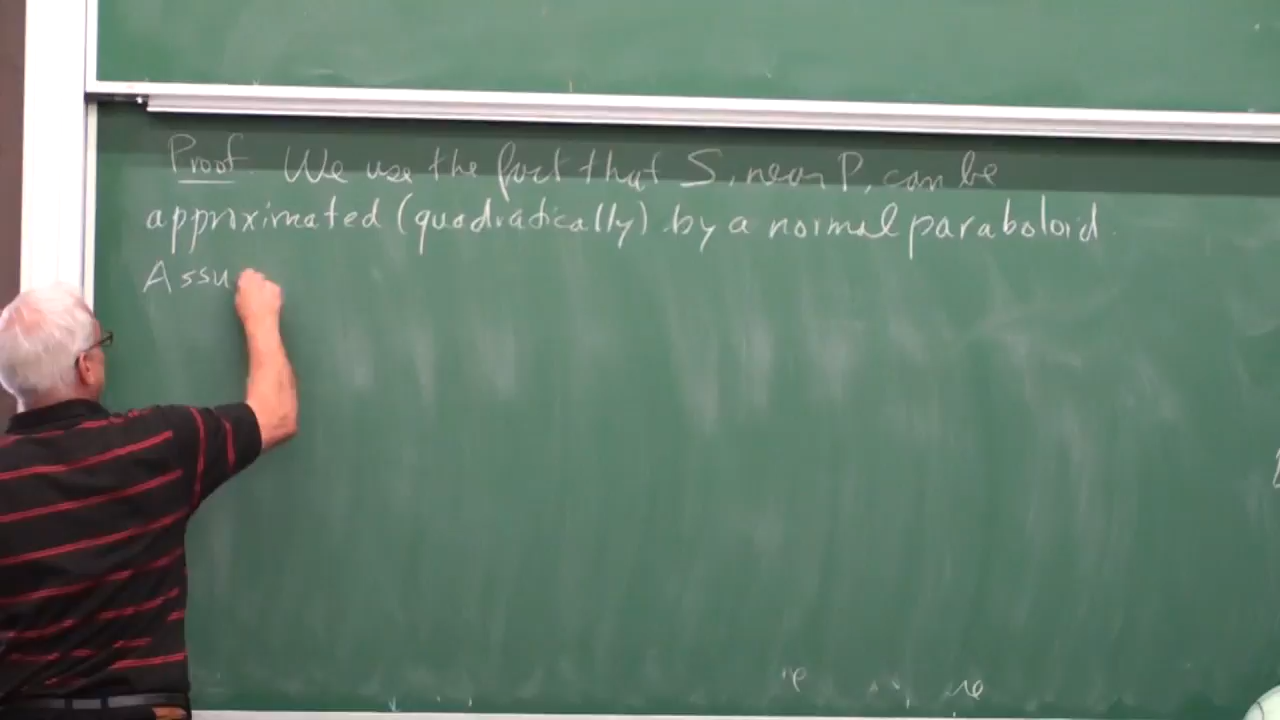 Proof. We use the fact that S, near P, can be
approximated (quadratically) by a normal paraboloid.
Assu